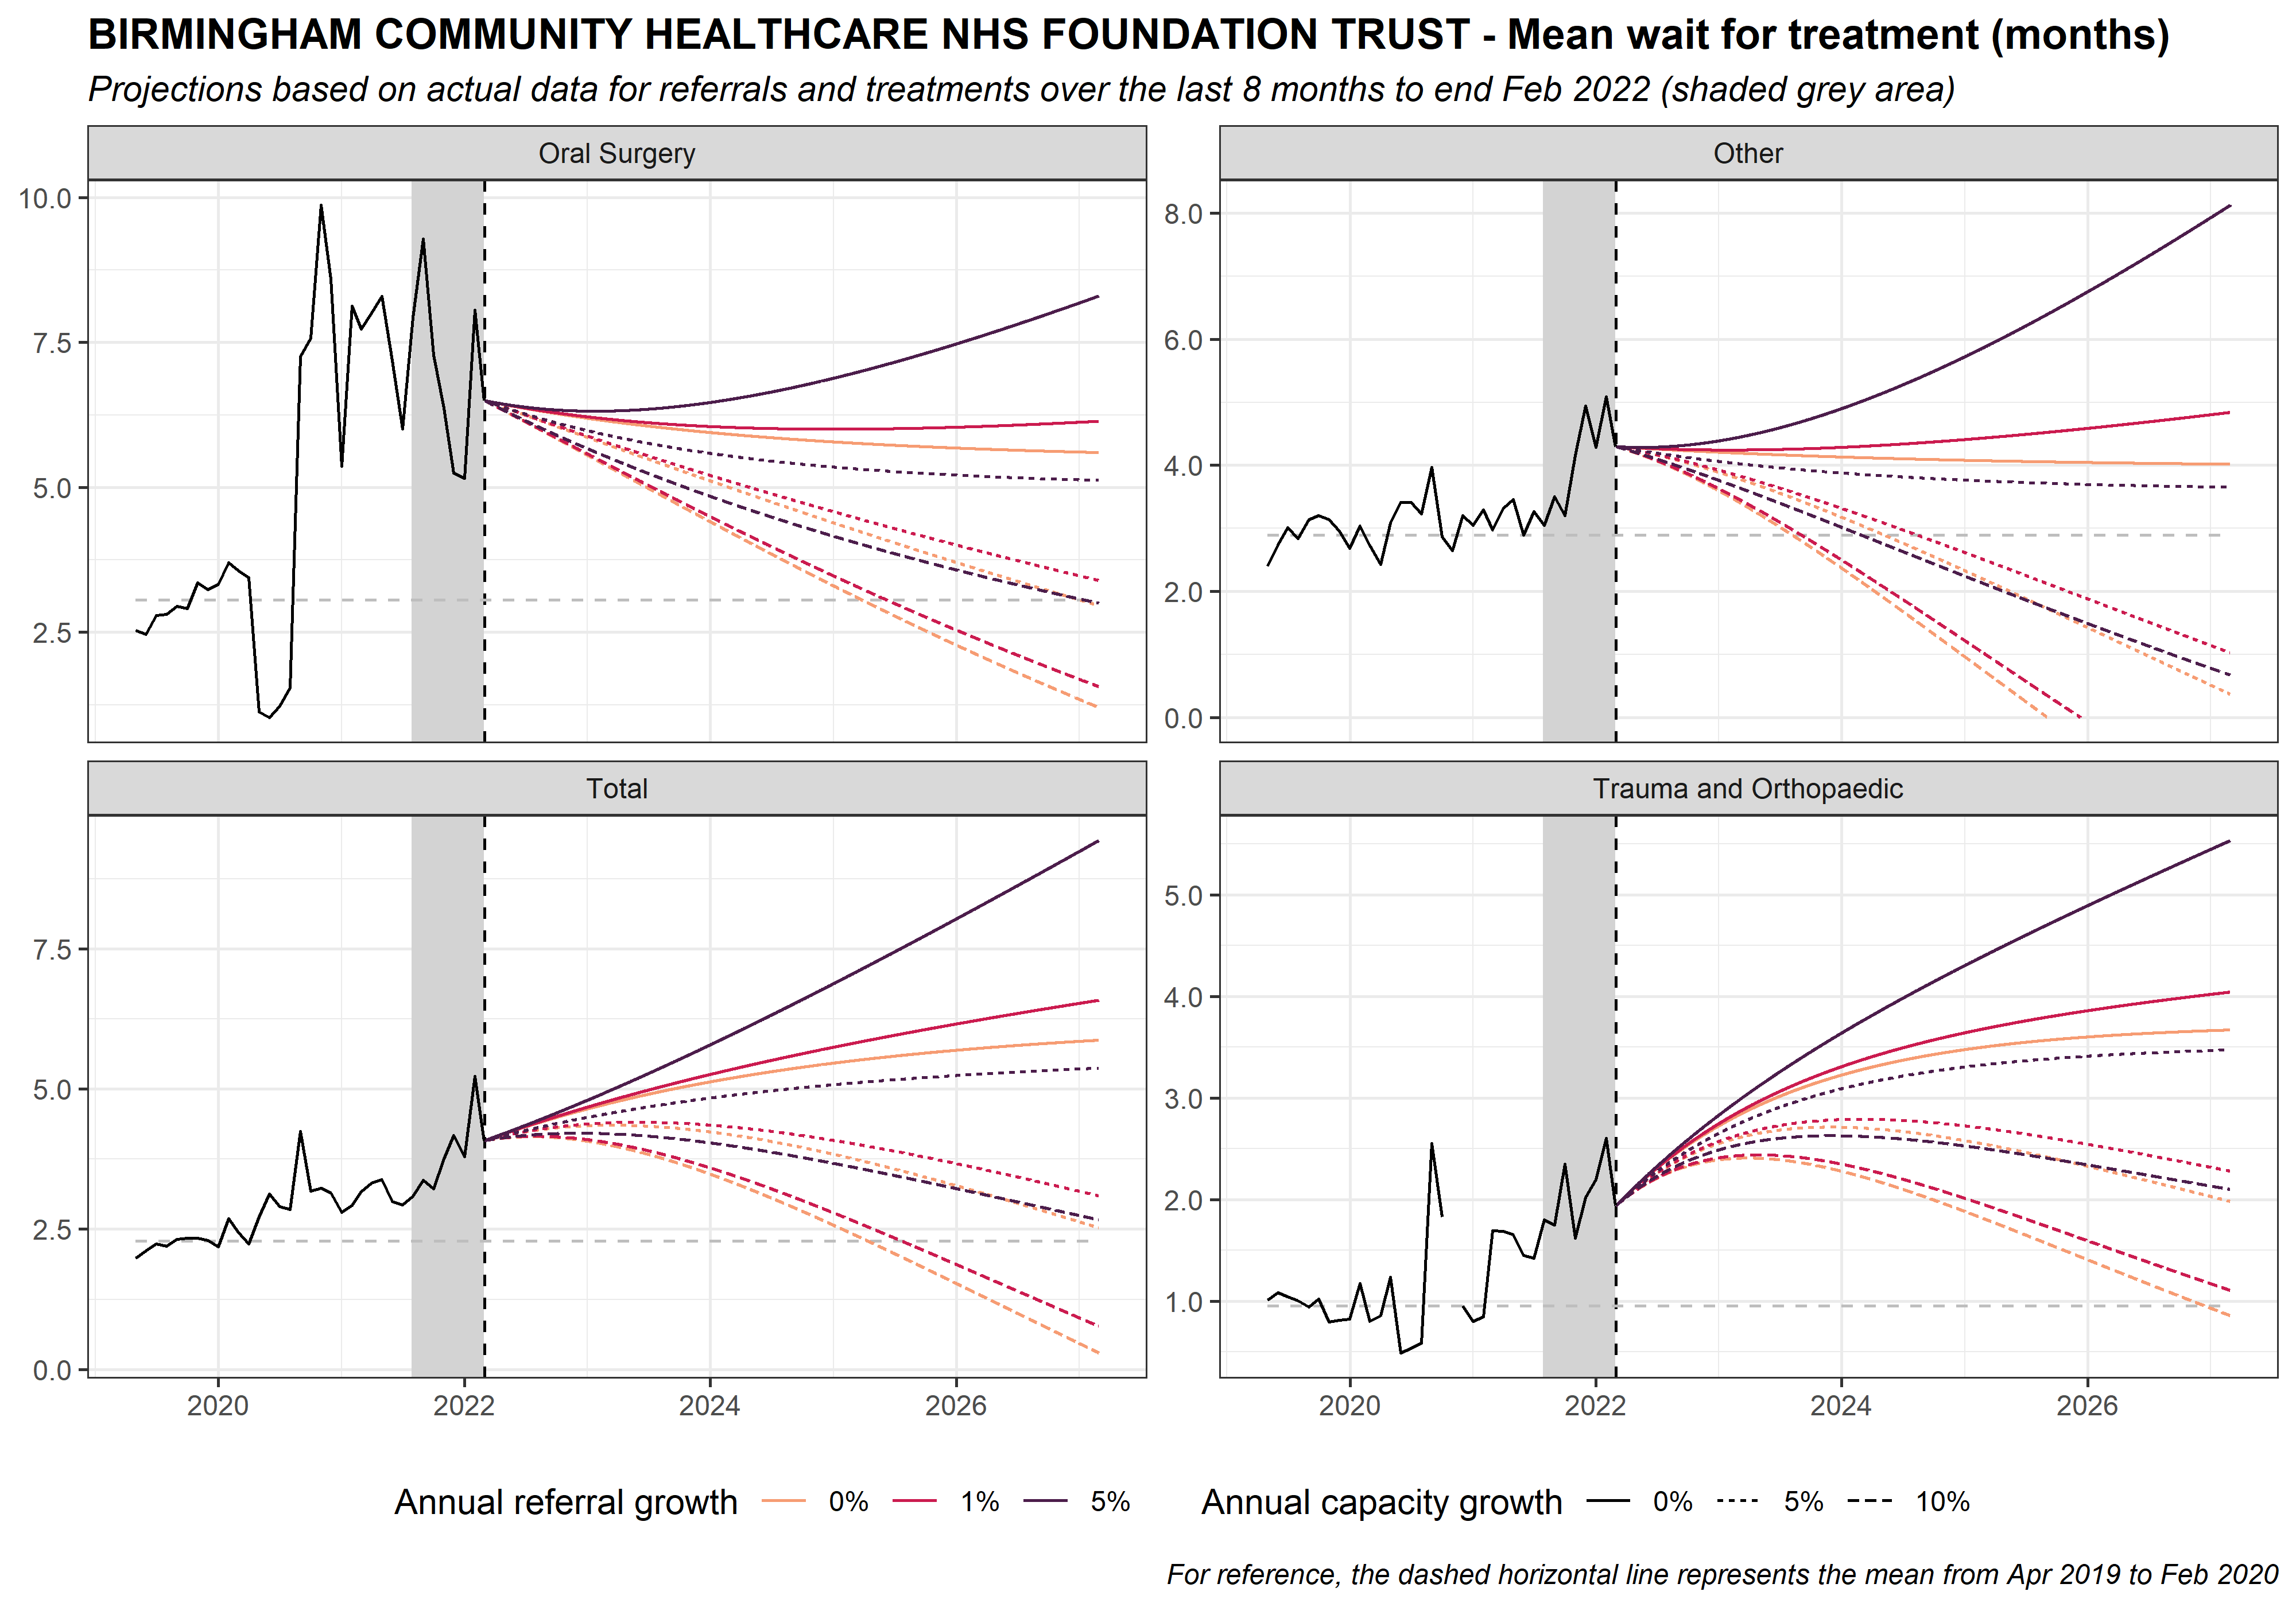 BIRMINGHAM COMMUNITY HEALTHCARE NHS FOUNDATION TRUST - Mean wait for treatment (months)
Projections based on actual data for referrals and treatments over the last 8 months to end Feb 2022 (shaded grey area)
Oral Surgery
10.0
7.5
5.0
2.5
Other
8.0
6.0
4.0
2.0
0.0
Total
7.5
5.0
2.5
0.0
2020 2022 2024 2026
Trauma and Orthopaedic
5.0
4.0
3.0
2.0
1.0
2020 2022 2024 2026
Annual referral growth 0% 1% 5%
Annual capacity growth 0% 5% 10%
For reference, the dashed horizontal line represents the mean from Apr 2019 to Feb 2020